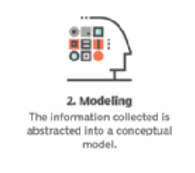 2. Modeling
The information collected is
abstracted into a conceptual
model.